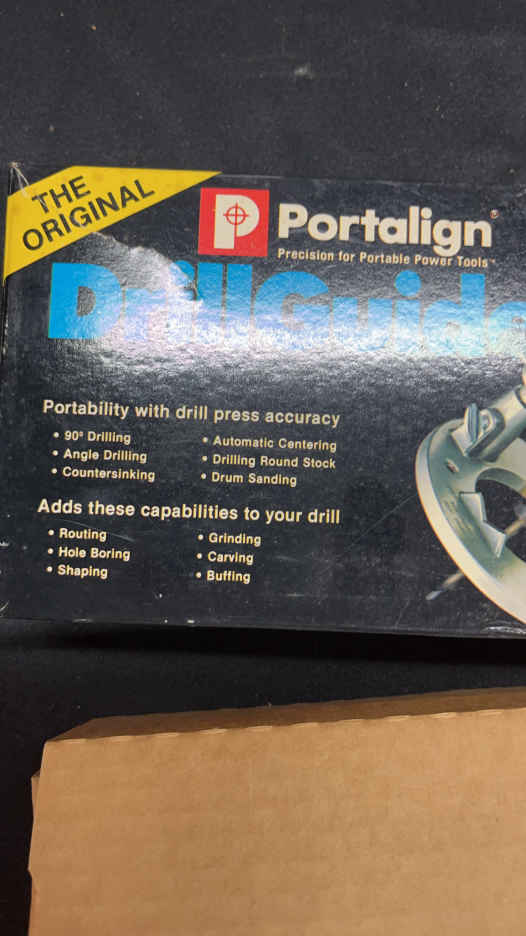 THE
ORIGINAL
P Portalign®
Precision for Portable Power Tools™
DrillGuide
Portability with drill press accuracy
• 90° Drilling
• Angle Drilling
• Countersinking
• Automatic Centering
• Drilling Round Stock
• Drum Sanding
Adds these capabilities to your drill
• Routing
• Hole Boring
• Shaping
• Grinding
• Carving
• Buffing